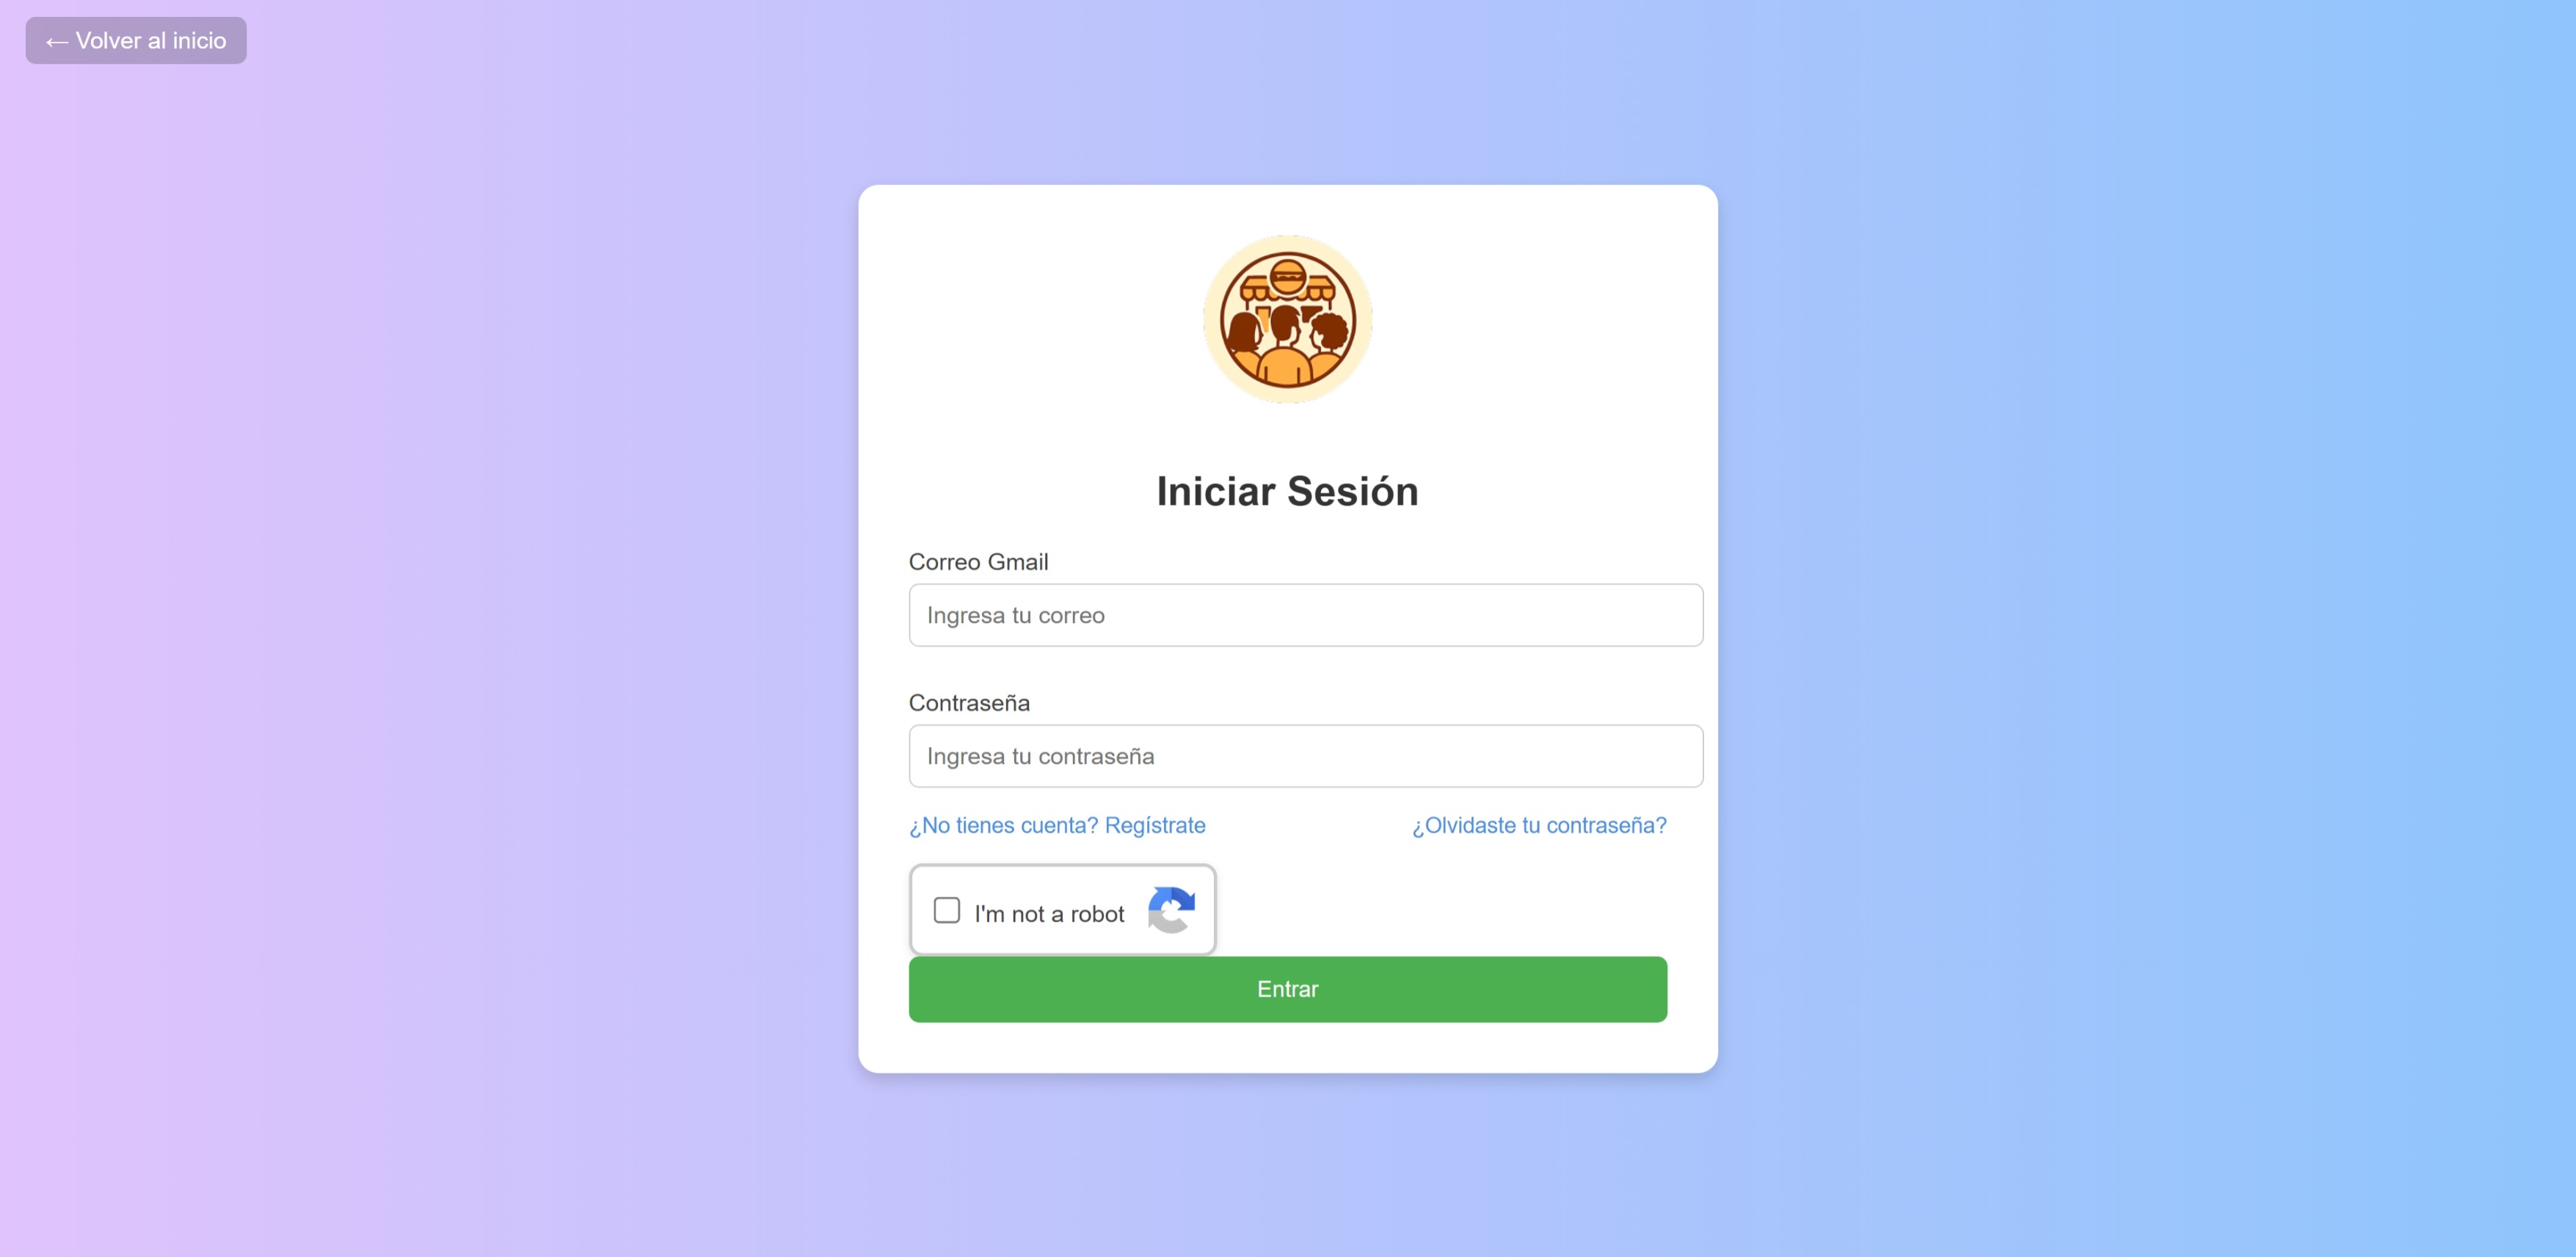 ← Volver al inicio
Iniciar Sesión
Correo Gmail
Ingresa tu correo
Contraseña
Ingresa tu contraseña
¿No tienes cuenta? Regístrate ¿Olvidaste tu contraseña?
I'm not a robot
Entrar